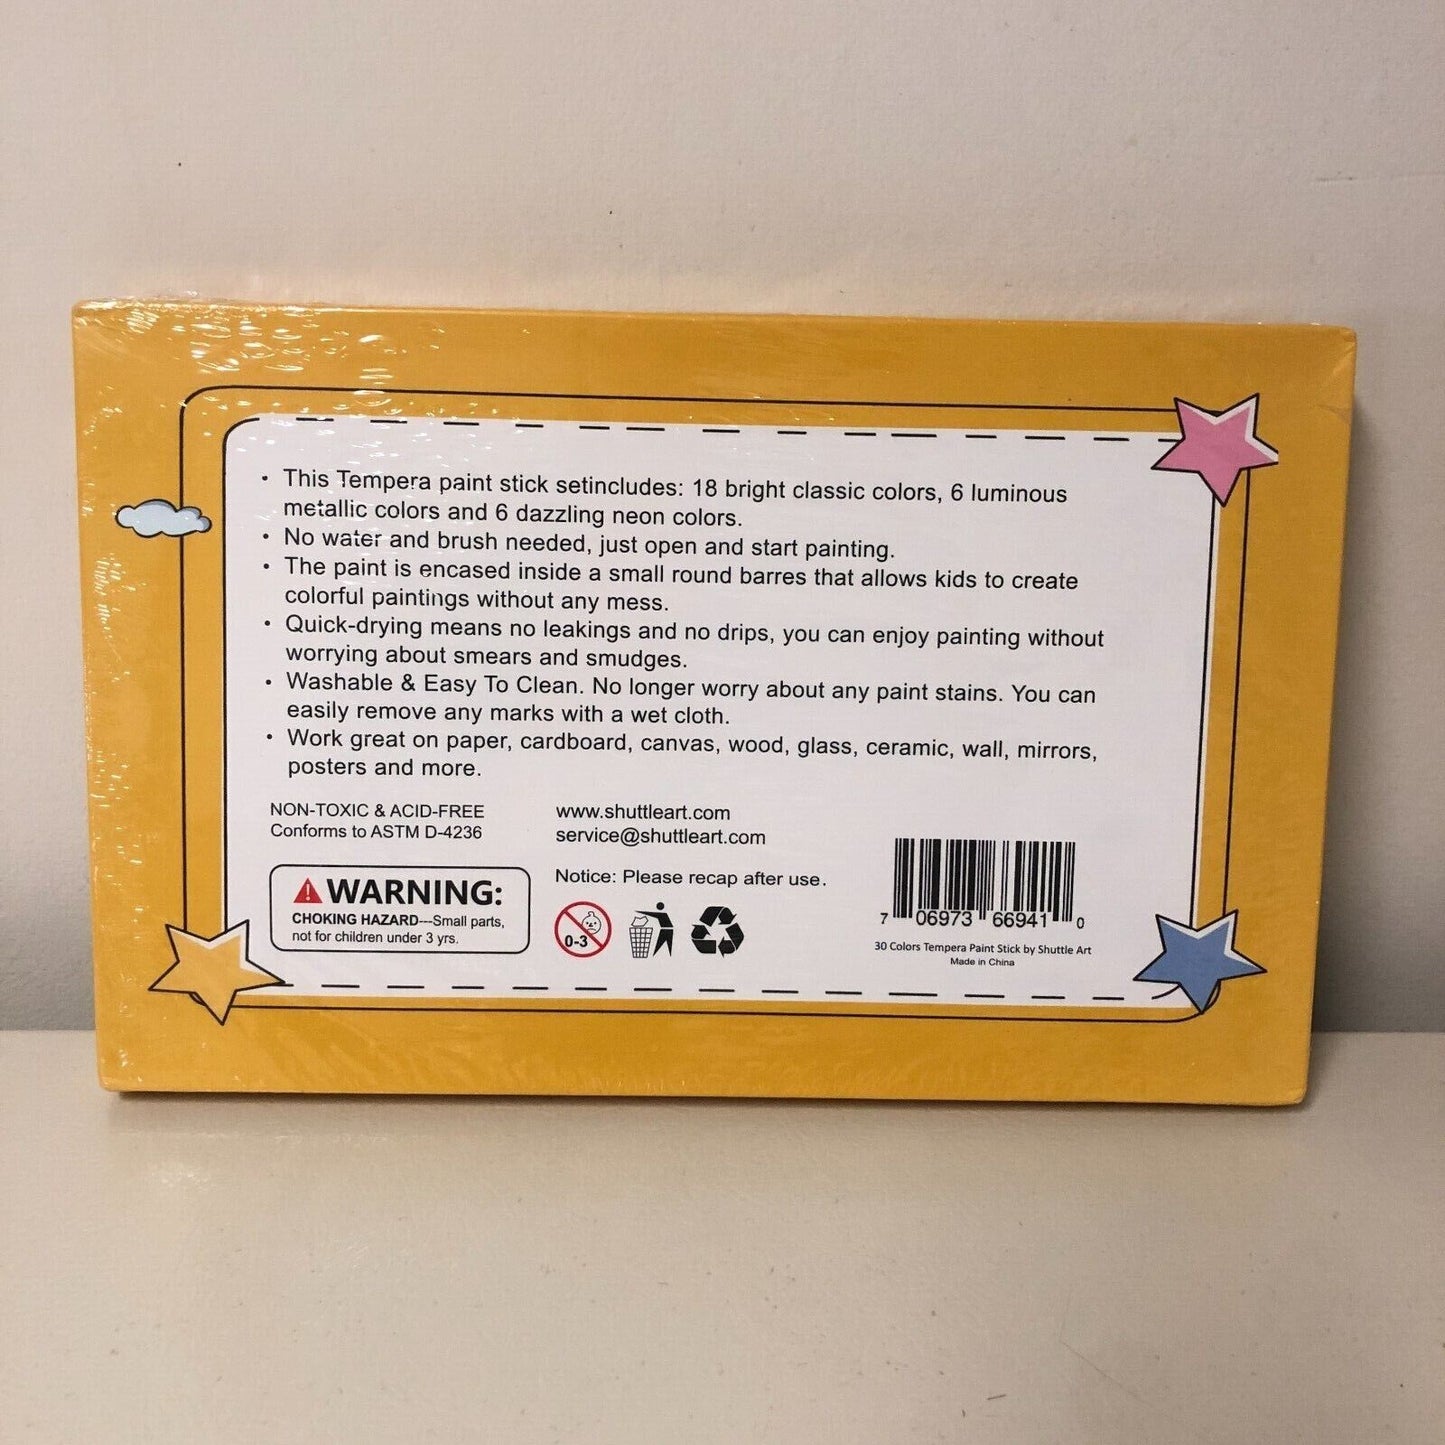 • This Tempera paint stick setincludes: 18 bright classic colors, 6 luminous
metallic colors and 6 dazzling neon colors.
• No water and brush needed, just open and start painting.
• The paint is encased inside a small round barres that allows kids to create
colorful paintings without any mess.
• Quick-drying means no leakings and no drips, you can enjoy painting without
worrying about smears and smudges.
• Washable & Easy To Clean. No longer worry about any paint stains. You can
easily remove any marks with a wet cloth.
• Work great on paper, cardboard, canvas, wood, glass, ceramic, wall, mirrors,
posters and more.
NON-TOXIC & ACID-FREE
Conforms to ASTM D-4236
www.shuttleart.com
service@shuttleart.com
WARNING:
CHOKING HAZARD---Small parts,
not for children under 3 yrs.
Notice: Please recap after use.
0-3
7 06973 66941 0
30 Colors Tempera Paint Stick by Shuttle Art
Made in China